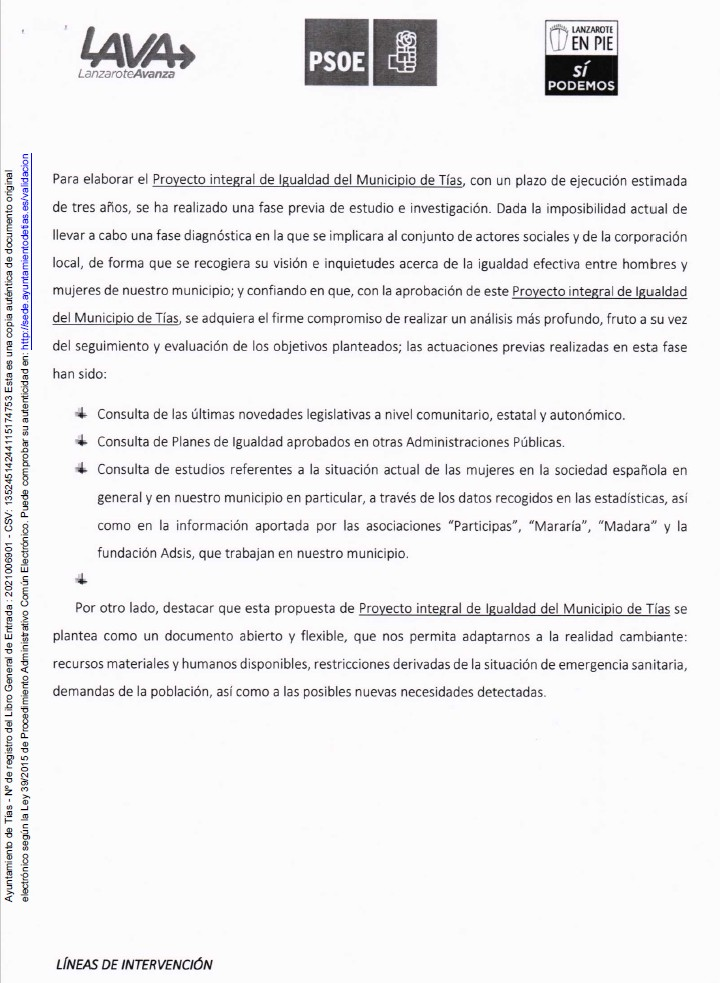 LAVA
LanzaroteAvanza
PSOE
LANZAROTE
EN PIE
SÍ
PODEMOS
Para elaborar el Proyecto integral de Igualdad del Municipio de Tías, con un plazo de ejecución estimada
de tres años, se ha realizado una fase previa de estudio e investigación. Dada la imposibilidad actual de
llevar a cabo una fase diagnóstica en la que se implicara al conjunto de actores sociales y de la corporación
local, de forma que se recogiera su visión e inquietudes acerca de la igualdad efectiva entre hombres y
mujeres de nuestro municipio; y confiando en que, con la aprobación de este Proyecto integral de Igualdad
del Municipio de Tías, se adquiera el firme compromiso de realizar un análisis más profundo, fruto a su vez
del seguimiento y evaluación de los objetivos planteados; las actuaciones previas realizadas en esta fase
han sido:
Consulta de las últimas novedades legislativas a nivel comunitario, estatal y autonómico.
Consulta de Planes de Igualdad aprobados en otras Administraciones Públicas.
Consulta de estudios referentes a la situación actual de las mujeres en la sociedad española en
general y en nuestro municipio en particular, a través de los datos recogidos en las estadísticas, así
como en la información aportada por las asociaciones "Participas", "Mararía", "Madara" y la
fundación Adsis, que trabajan en nuestro municipio.
Por otro lado, destacar que esta propuesta de Proyecto integral de Igualdad del Municipio de Tías se
plantea como un documento abierto y flexible, que nos permita adaptarnos a la realidad cambiante:
recursos materiales y humanos disponibles, restricciones derivadas de la situación de emergencia sanitaria,
demandas de la población, así como a las posibles nuevas necesidades detectadas.
LÍNEAS DE INTERVENCIÓN
Ayuntamiento de Tías - Nº de registro del Libro General de Entrada : 2021006901 - CSV: 13524514244115174753 Esta es una copia auténtica de documento original
electrónico según la Ley 39/2015 de Procedimiento Administrativo Común Electrónico. Puede comprobar su autenticidad en: http://sede.ayuntamientodetias.es/validacion